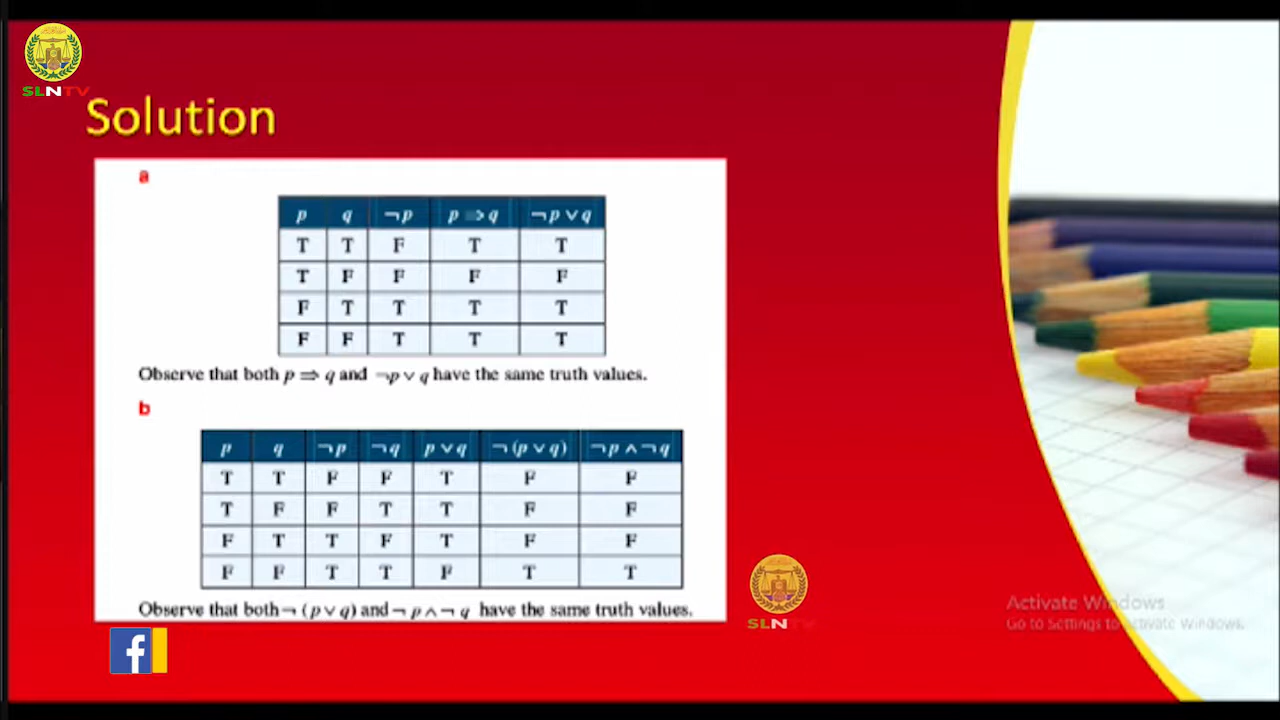 SLNTV
Solution
a
p q ¬p p ⇒ q ¬p ∨ q
T T F T T
T F F F F
F T T T T
F F T T T
Observe that both p ⇒ q and ¬p ∨ q have the same truth values.
b
p q ¬p ¬q p ∨ q ¬(p ∨ q) ¬p ∧ ¬q
T T F F T F F
T F F T T F F
F T T F T F F
F F T T F T T
Observe that both ¬ (p ∨ q) and ¬ p ∧ ¬ q have the same truth values.
SLN
f
Activate Windows
Go to Settings to activate Windows.